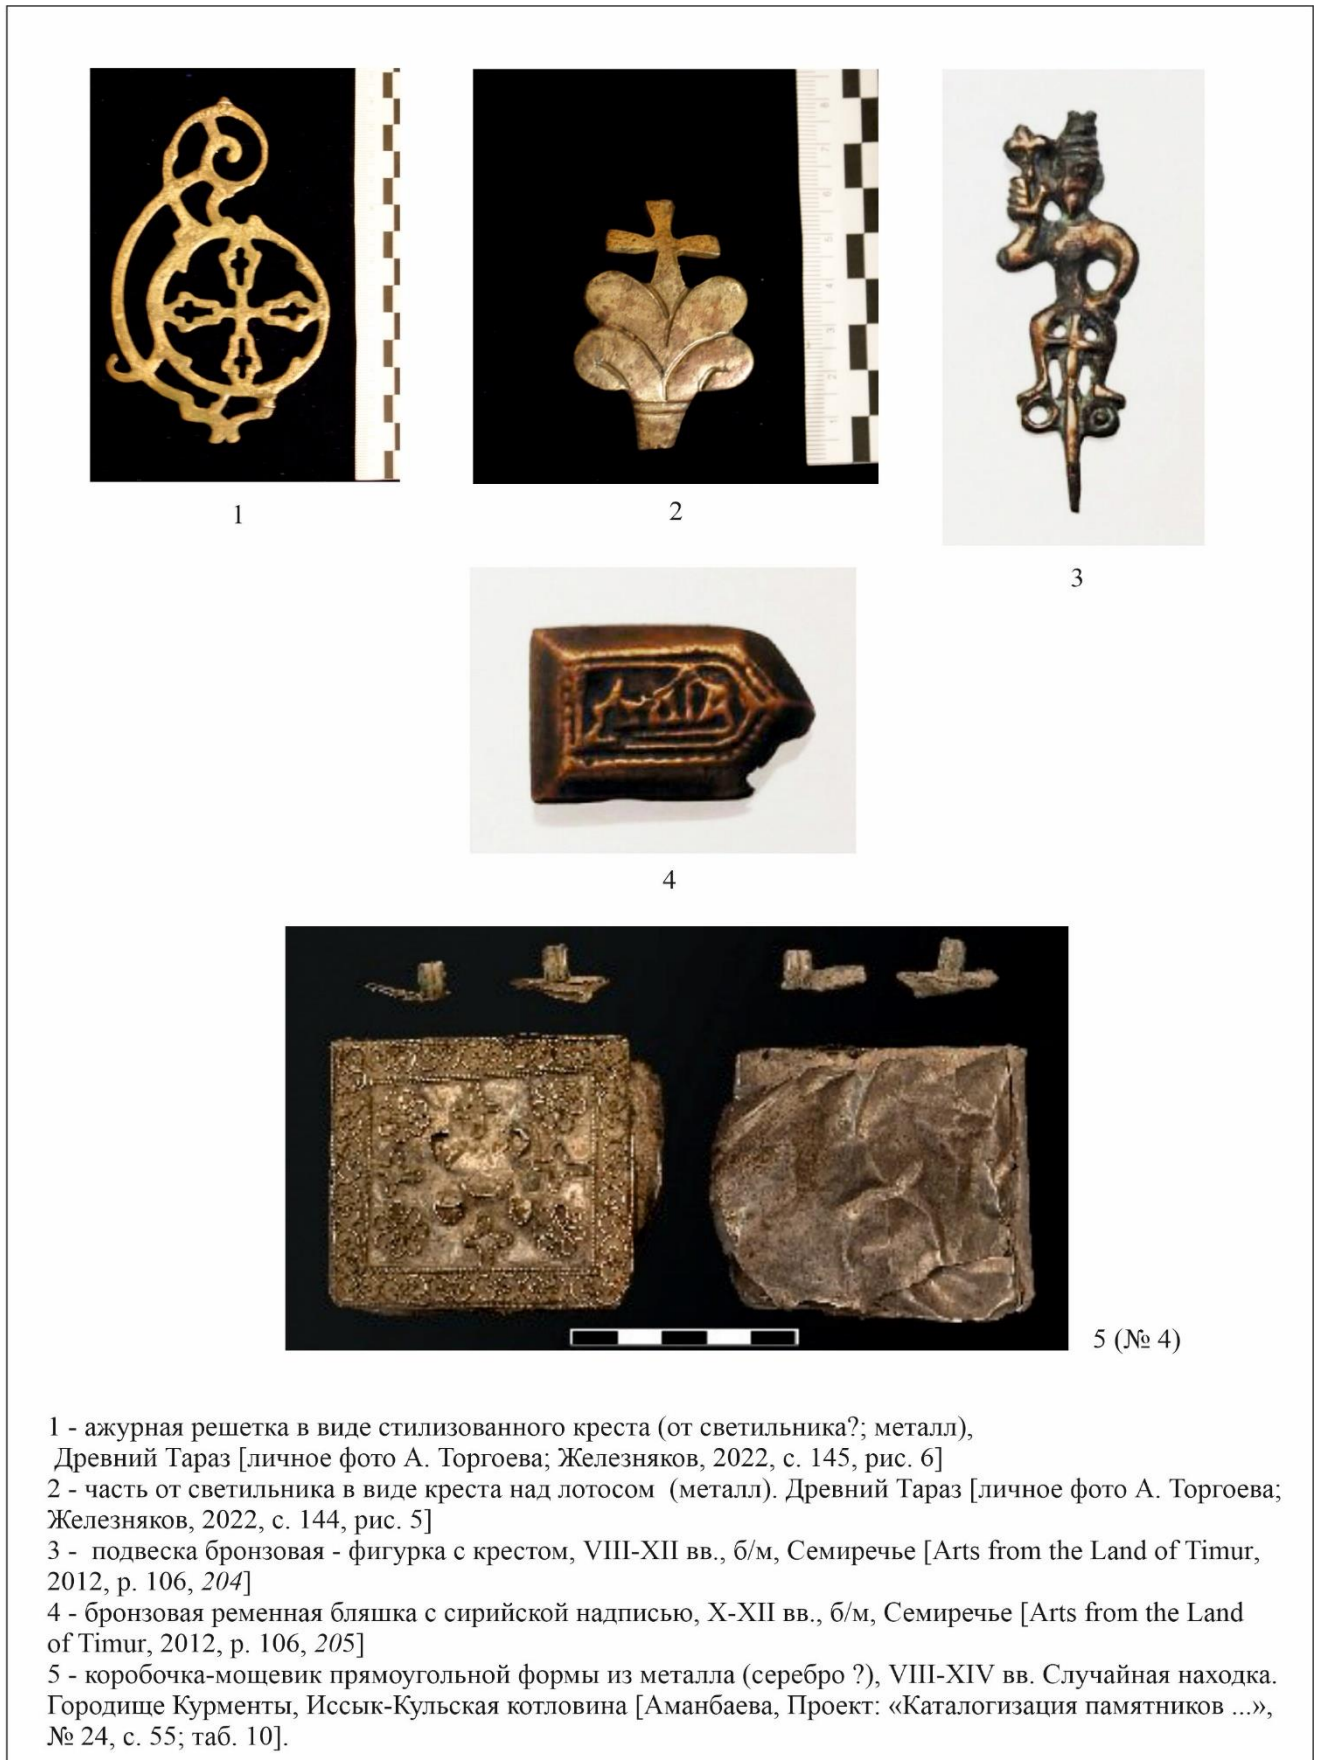 1
2
3
4
5 (№ 4)
1 - ажурная решетка в виде стилизованного креста (от светильника?; металл),
Древний Тараз [личное фото А. Торгоева; Железняков, 2022, с. 145, рис. 6]
2 - часть от светильника в виде креста над лотосом (металл). Древний Тараз [личное фото А. Торгоева;
Железняков, 2022, с. 144, рис. 5]
3 - подвеска бронзовая - фигурка с крестом, VIII-XII вв., б/м, Семиречье [Arts from the Land of Timur,
2012, p. 106, 204]
4 - бронзовая ременная бляшка с сирийской надписью, X-XII вв., б/м, Семиречье [Arts from the Land
of Timur, 2012, p. 106, 205]
5 - коробочка-мощевик прямоугольной формы из металла (серебро ?), VIII-XIV вв. Случайная находка.
Городище Курменты, Иссык-Кульская котловина [Аманбаева, Проект: «Каталогизация памятников ...»,
№ 24, с. 55; таб. 10].